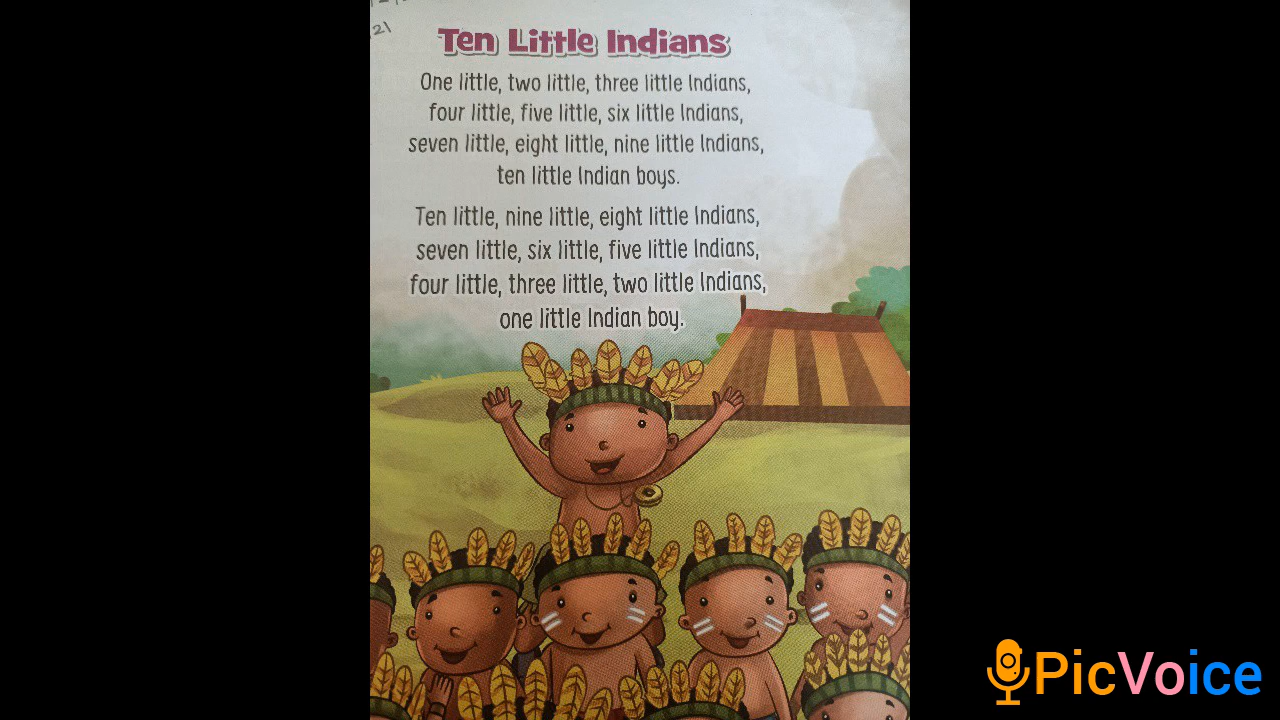 21
Ten Little Indians
One little, two little, three little Indians,
four little, five little, six little Indians,
seven little, eight little, nine little Indians,
ten little Indian boys.
Ten little, nine little, eight little Indians,
seven little, six little, five little Indians,
four little, three little, two little Indians,
one little Indian boy.
PicVoice